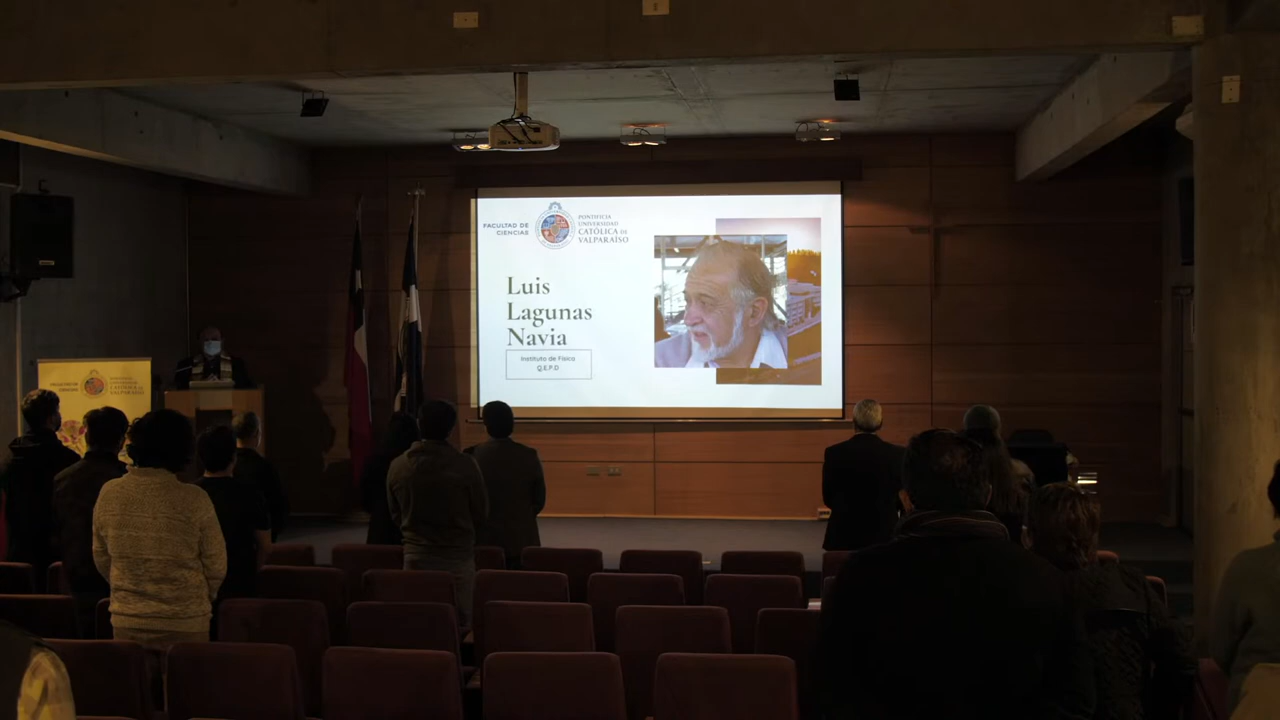 FACULTAD DE
CIENCIAS
PONTIFICIA
UNIVERSIDAD
CATÓLICA DE
VALPARAÍSO
Luis
Lagunas
Navia
Instituto de Física
Q.E.P.D